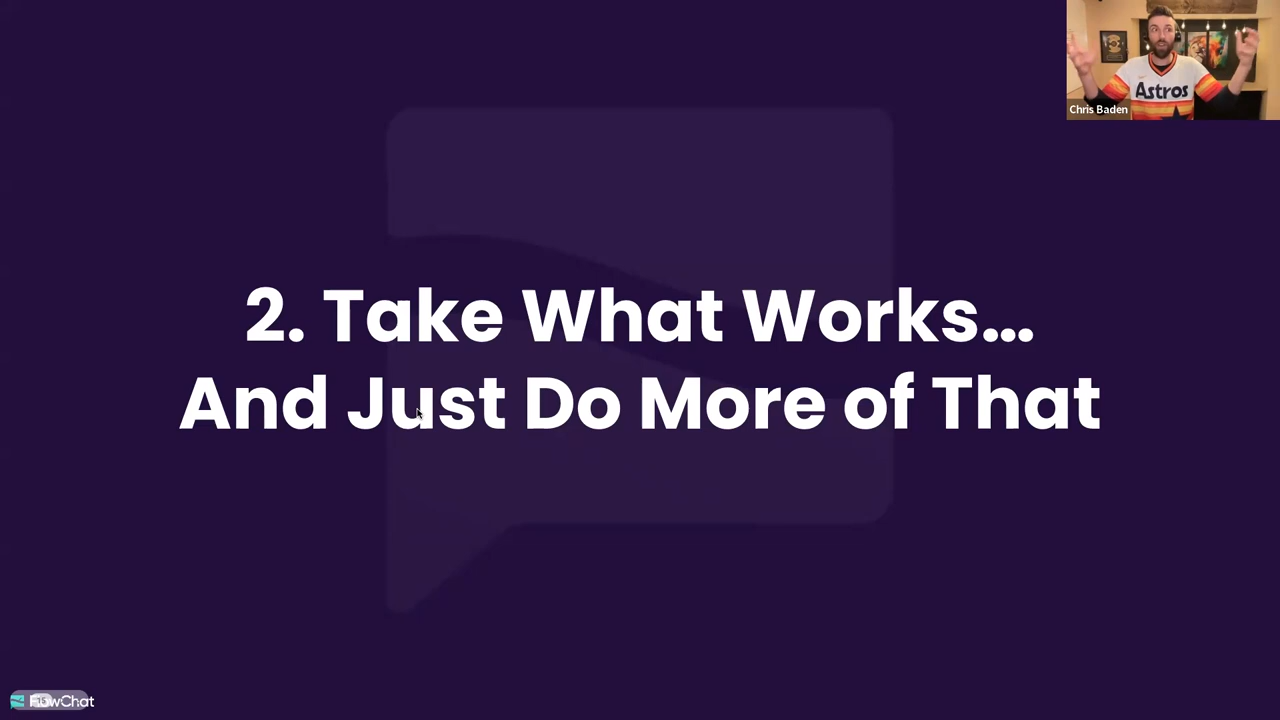 Astros
Chris Baden
2. Take What Works...
And Just Do More of That
FlowChat